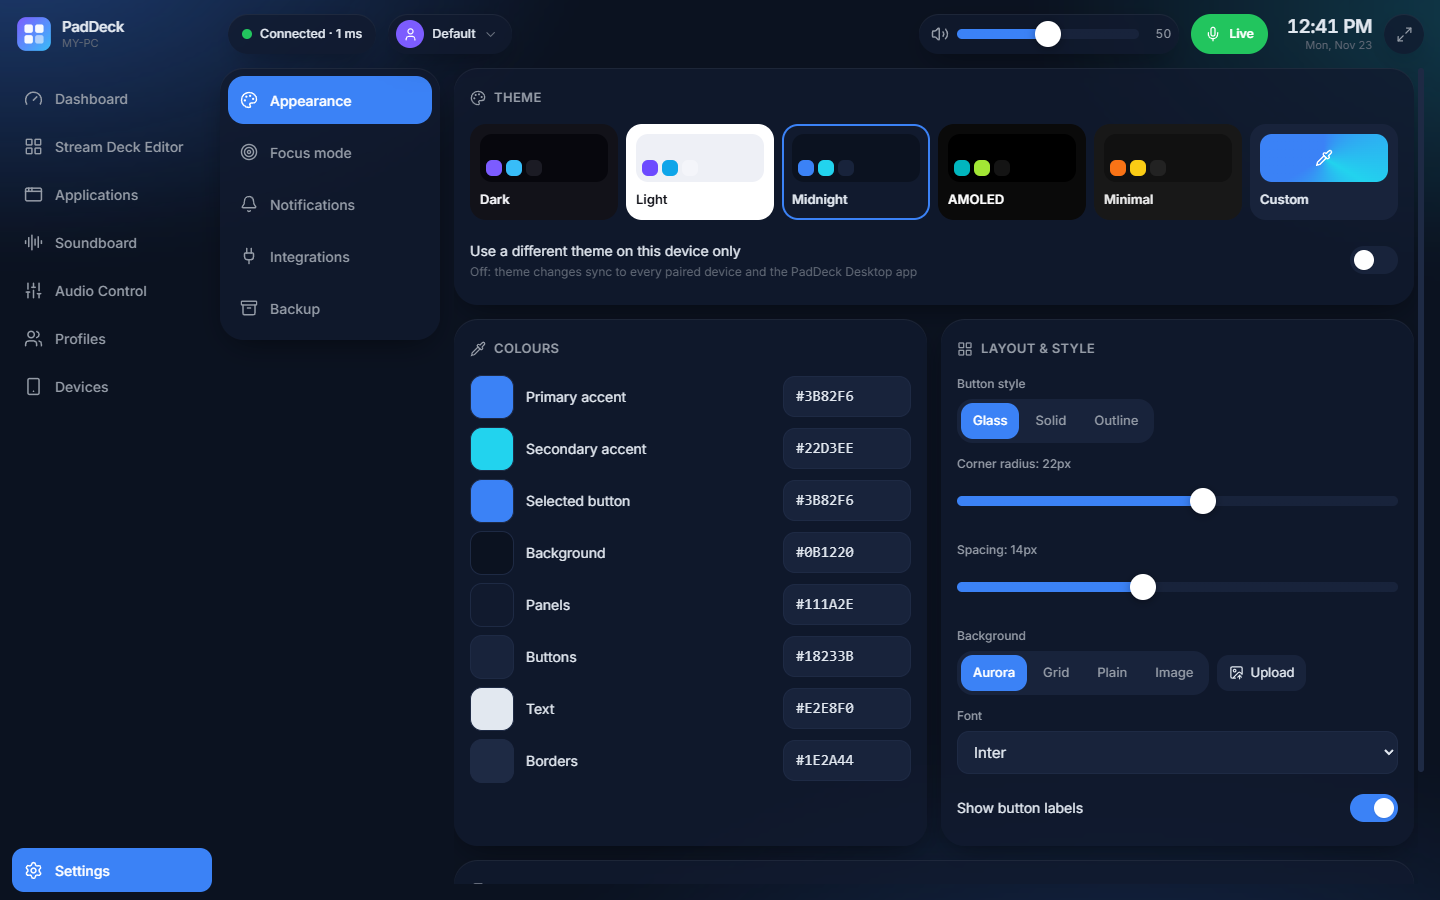 PadDeck
MY-PC
Connected · 1 ms
Default
50
Live
12:41 PM
Mon, Nov 23
Dashboard
Stream Deck Editor
Applications
Soundboard
Audio Control
Profiles
Devices
Settings
Appearance
Focus mode
Notifications
Integrations
Backup
THEME
Dark
Light
Midnight
AMOLED
Minimal
Custom
Use a different theme on this device only
Off: theme changes sync to every paired device and the PadDeck Desktop app
COLOURS
Primary accent #3B82F6
Secondary accent #22D3EE
Selected button #3B82F6
Background #0B1220
Panels #111A2E
Buttons #18233B
Text #E2E8F0
Borders #1E2A44
LAYOUT & STYLE
Button style
Glass Solid Outline
Corner radius: 22px
Spacing: 14px
Background
Aurora Grid Plain Image Upload
Font
Inter
Show button labels